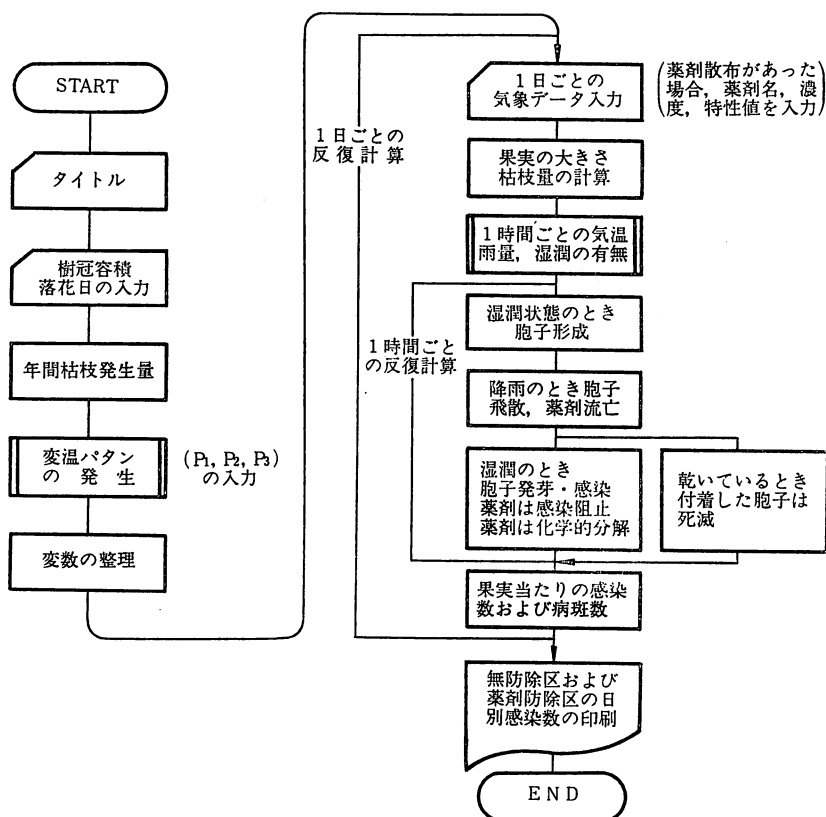 START
タイトル
樹冠容積
落花日の入力
年間枯枝発生量
変温パタン
の発生
(P₁, P₂, P₃)
の入力
変数の整理
1日ごとの
反復計算
1日ごとの
気象データ入力
(薬剤散布があった
場合,薬剤名,濃
度,特性値を入力)
果実の大きさ
枯枝量の計算
1時間ごとの気温
雨量,湿潤の有無
1時間ごと
の反復計算
湿潤状態のとき
胞子形成
降雨のとき胞子
飛散,薬剤流亡
湿潤のとき
胞子発芽・感染
薬剤は感染阻止
薬剤は化学的分解
乾いているとき
付着した胞子は
死滅
果実当たりの感染
数および病斑数
無防除区および
薬剤防除区の日
別感染数の印刷
END